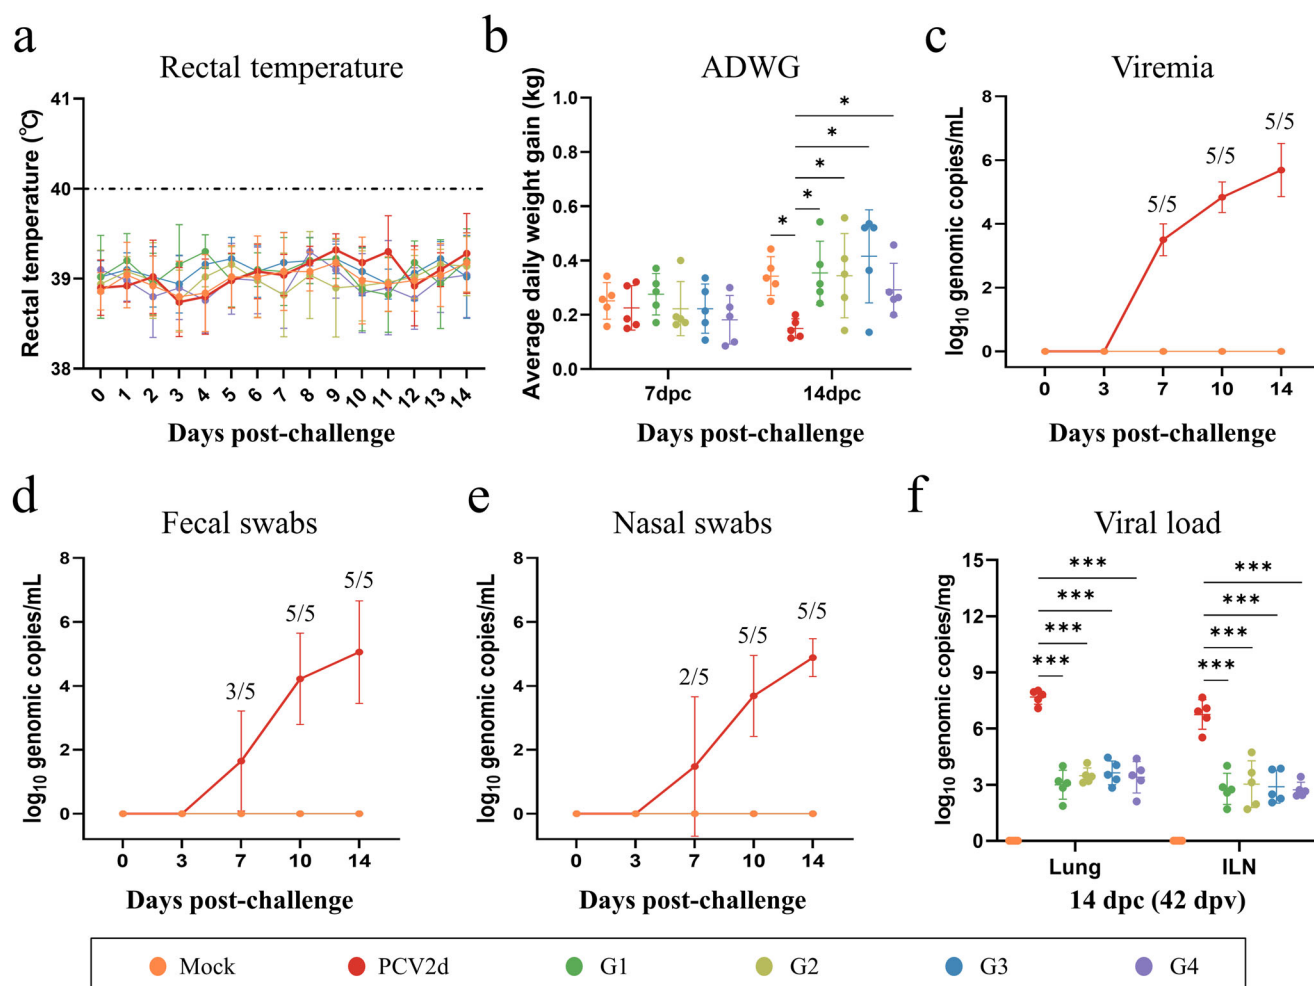 a
Rectal temperature
Rectal temperature (℃)
41
40
39
38
0 1 2 3 4 5 6 7 8 9 10 11 12 13 14
Days post-challenge
b
ADWG
Average daily weight gain (kg)
1.0
0.8
0.6
0.4
0.2
0.0
*
*
*
*
*
7dpc 14dpc
Days post-challenge
c
Viremia
log10 genomic copies/mL
8
6
4
2
0
5/5
5/5
5/5
0 3 7 10 14
Days post-challenge
d
Fecal swabs
log10 genomic copies/mL
8
6
4
2
0
3/5
5/5
5/5
0 3 7 10 14
Days post-challenge
e
Nasal swabs
log10 genomic copies/mL
8
6
4
2
0
2/5
5/5
5/5
0 3 7 10 14
Days post-challenge
f
Viral load
log10 genomic copies/mg
15
12
9
6
3
0
***
***
***
***
***
***
***
***
Lung ILN
14 dpc (42 dpv)
Mock PCV2d G1 G2 G3 G4